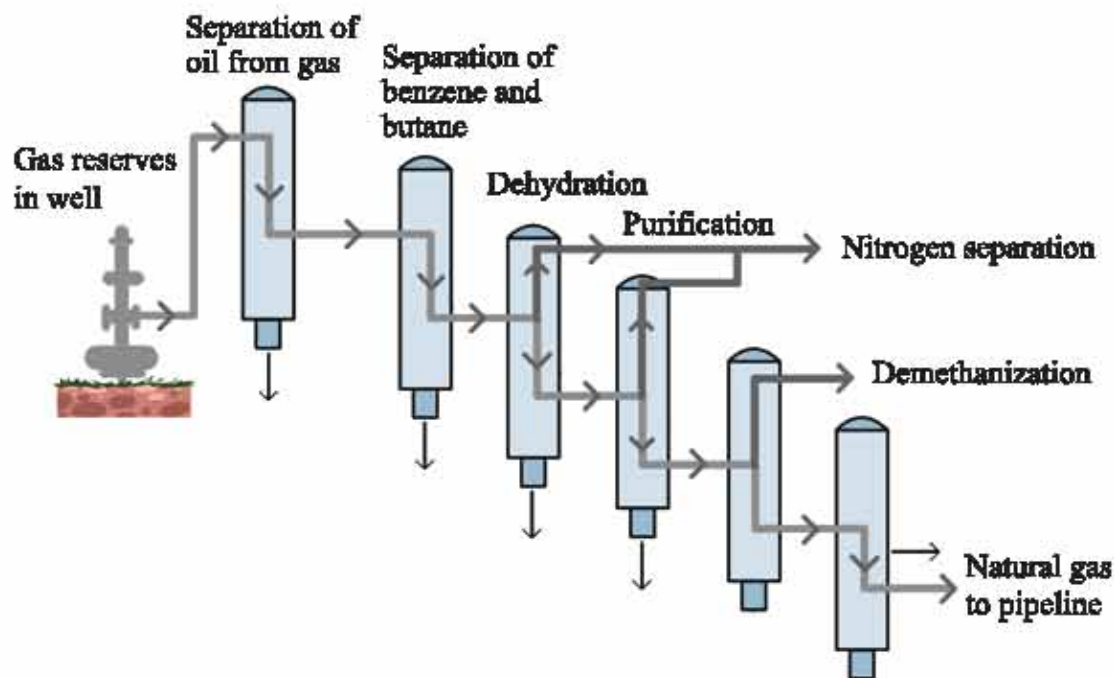 Separation of
oil from gas
Separation of
benzene and
butane
Gas reserves
in well
Dehydration
Purification
Nitrogen separation
Demethanization
Natural gas
to pipeline